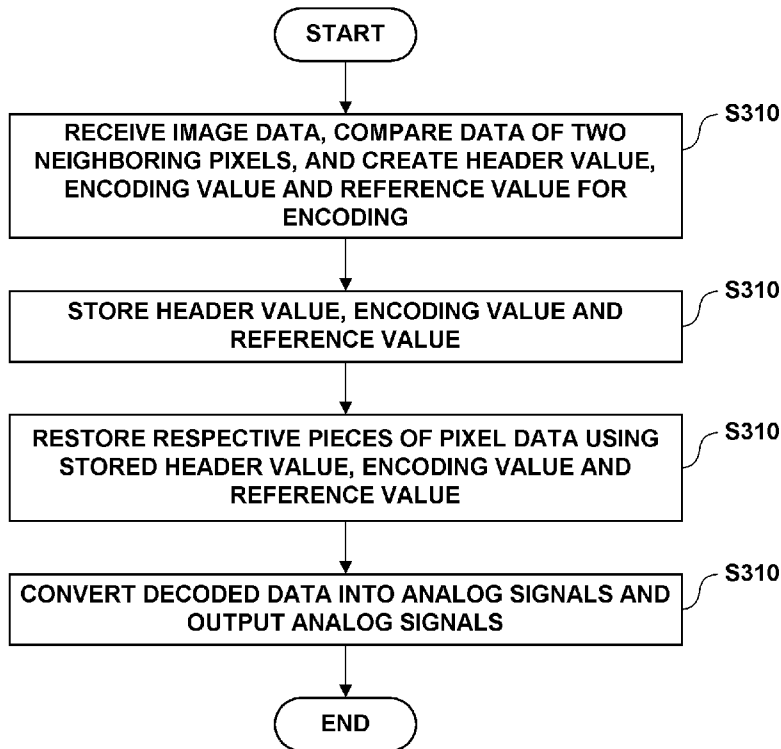 START
S310
RECEIVE IMAGE DATA, COMPARE DATA OF TWO
NEIGHBORING PIXELS, AND CREATE HEADER VALUE,
ENCODING VALUE AND REFERENCE VALUE FOR
ENCODING
S310
STORE HEADER VALUE, ENCODING VALUE AND
REFERENCE VALUE
S310
RESTORE RESPECTIVE PIECES OF PIXEL DATA USING
STORED HEADER VALUE, ENCODING VALUE AND
REFERENCE VALUE
S310
CONVERT DECODED DATA INTO ANALOG SIGNALS AND
OUTPUT ANALOG SIGNALS
END